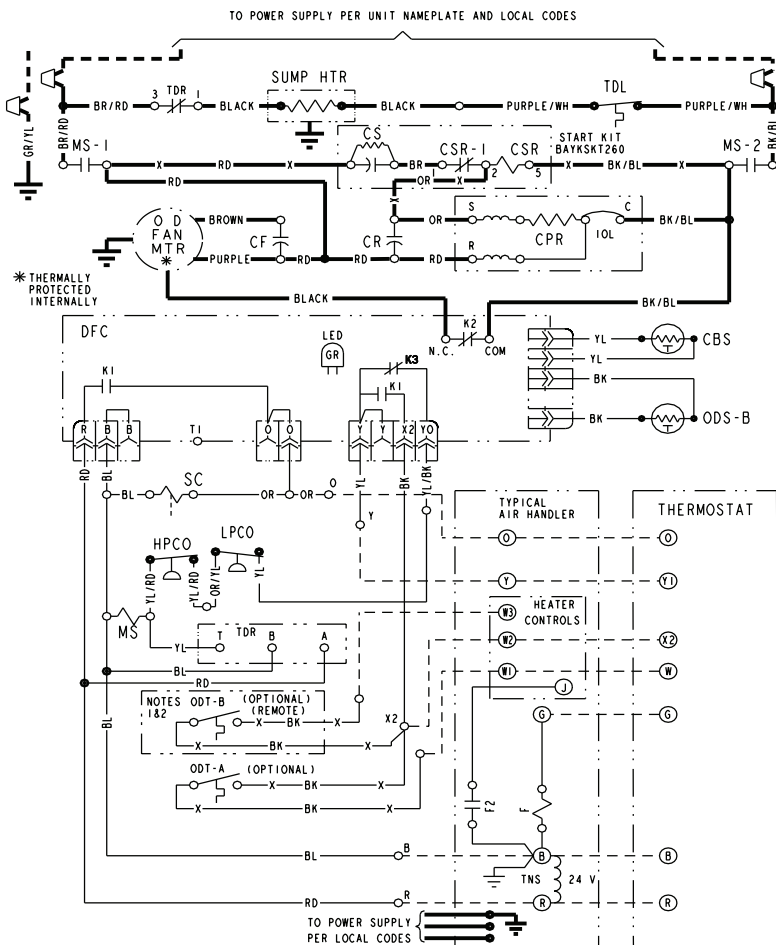 TO POWER SUPPLY PER UNIT NAMEPLATE AND LOCAL CODES
SUMP HTR
3 TDR 1
TDL
BR/RD
BLACK
BLACK
PURPLE/WH
PURPLE/WH
GR/YL
BR/RD
BK/BL
MS-1
CS
CSR-1
CSR
START KIT
BAYKSKT260
MS-2
X
RD
X
BR
1
2
5
X
BK/BL
X
RD
OR
X
X
O D
FAN
MTR
*
BROWN
CF
PURPLE
RD
RD
CR
OR
RD
S
R
CPR
IOL
C
BK/BL
* THERMALLY
PROTECTED
INTERNALLY
BLACK
BK/BL
DFC
LED
GR
K2
N.C.
COM
K1
K3
K1
YL
YL
CBS
BK
BK
ODS-B
R
B
B
T1
O
O
Y
Y
X2
YO
RD
BL
YL
BK
YL/BK
SC
BL
OR
OR
O
Y
TYPICAL
AIR HANDLER
THERMOSTAT
O
O
HPCO
LPCO
YL/RD
YL/RD
OR/YL
YL
Y
Y1
W3
HEATER
CONTROLS
MS
YL
TDR
T
B
A
W2
X2
BL
RD
W1
W
J
BL
NOTES
1&2
ODT-B
(OPTIONAL)
(REMOTE)
X
BK
X
X
BK
X2
G
G
ODT-A
(OPTIONAL)
X
BK
X
X
BK
X
F2
F
BL
B
B
B
TNS
24 V
RD
R
R
R
TO POWER SUPPLY
PER LOCAL CODES